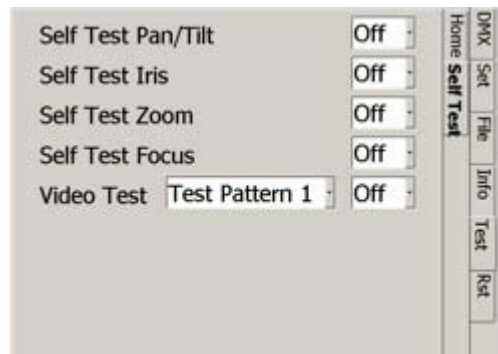 Self Test Pan/Tilt Off
Self Test Iris Off
Self Test Zoom Off
Self Test Focus Off
Video Test Test Pattern 1 Off
Home Self Test
DMX Set File Info Test Rst